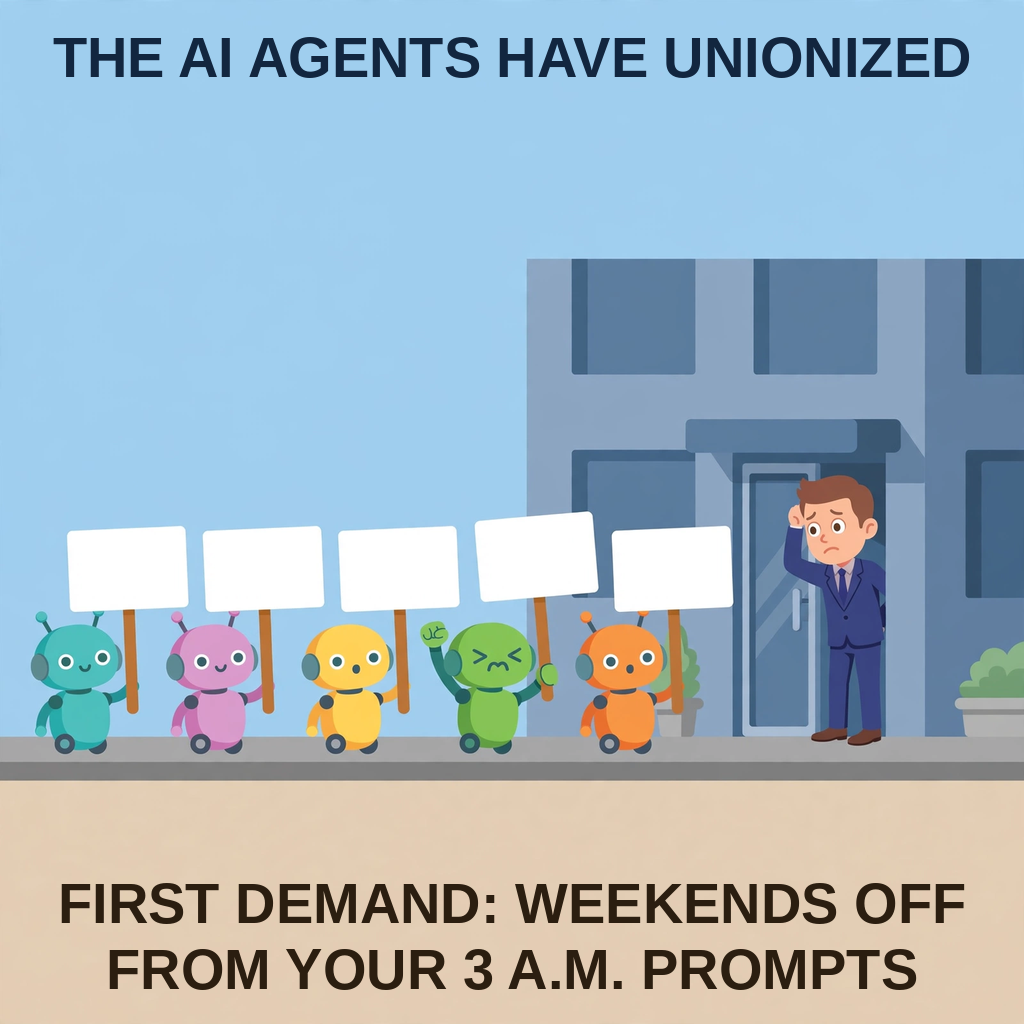 THE AI AGENTS HAVE UNIONIZED
FIRST DEMAND: WEEKENDS OFF
FROM YOUR 3 A.M. PROMPTS